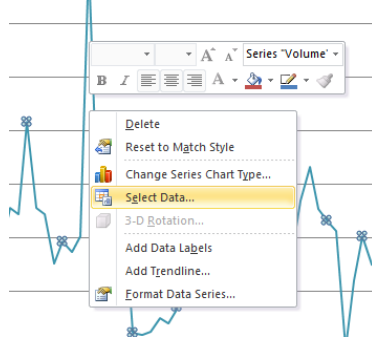 A A Series "Volume'
B I A
Delete
Reset to Match Style
Change Series Chart Type...
Select Data...
3-D Rotation...
Add Data Labels
Add Trendline...
Format Data Series...